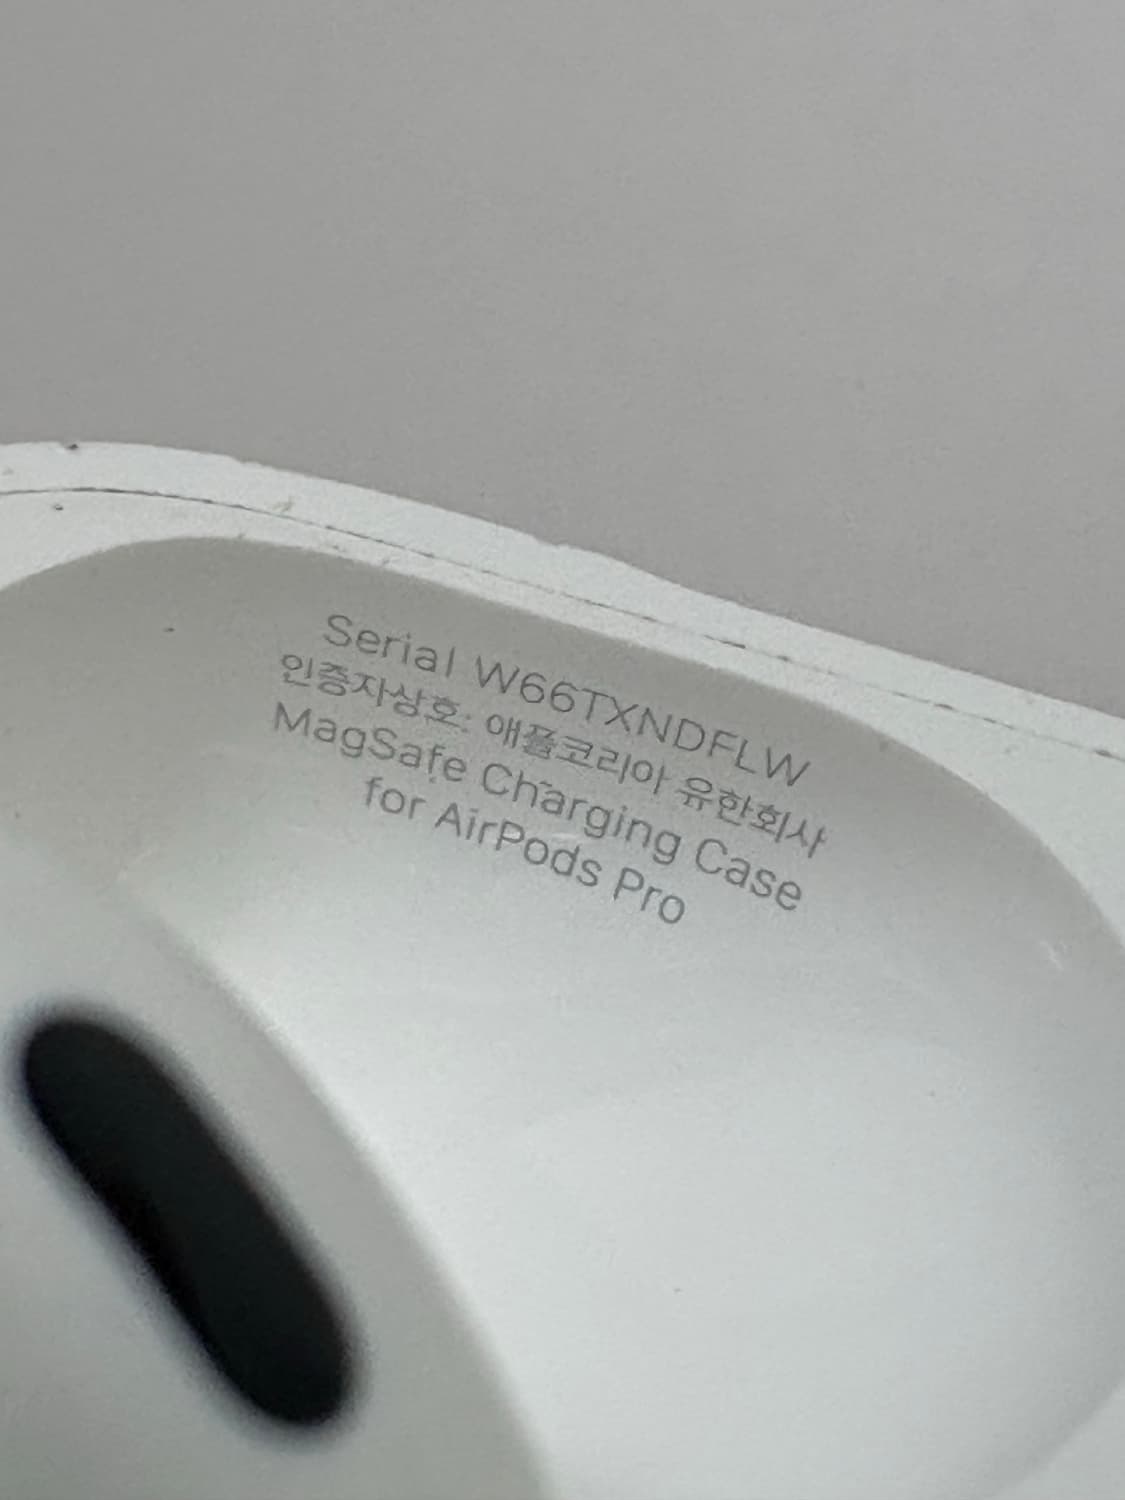 Serial W66TXNDFLW
인증자상호: 애플코리아 유한회사
MagSafe Charging Case
for AirPods Pro